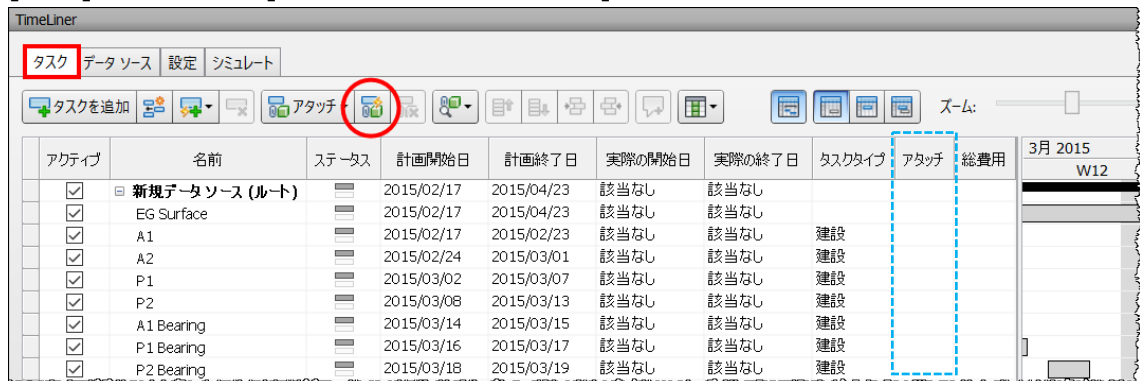 TimeLiner
タスク データ ソース 設定 シミュレート
タスクを追加 アタッチ ズーム:
アクティブ 名前 ステータス 計画開始日 計画終了日 実際の開始日 実際の終了日 タスクタイプ アタッチ 総費用 3月 2015
W12
新規データ ソース (ルート) 2015/02/17 2015/04/23 該当なし 該当なし
EG Surface 2015/02/17 2015/04/23 該当なし 該当なし
A1 2015/02/17 2015/02/23 該当なし 該当なし 建設
A2 2015/02/24 2015/03/01 該当なし 該当なし 建設
P1 2015/03/02 2015/03/07 該当なし 該当なし 建設
P2 2015/03/08 2015/03/13 該当なし 該当なし 建設
A1 Bearing 2015/03/14 2015/03/15 該当なし 該当なし 建設
P1 Bearing 2015/03/16 2015/03/17 該当なし 該当なし 建設
P2 Bearing 2015/03/18 2015/03/19 該当なし 該当なし 建設